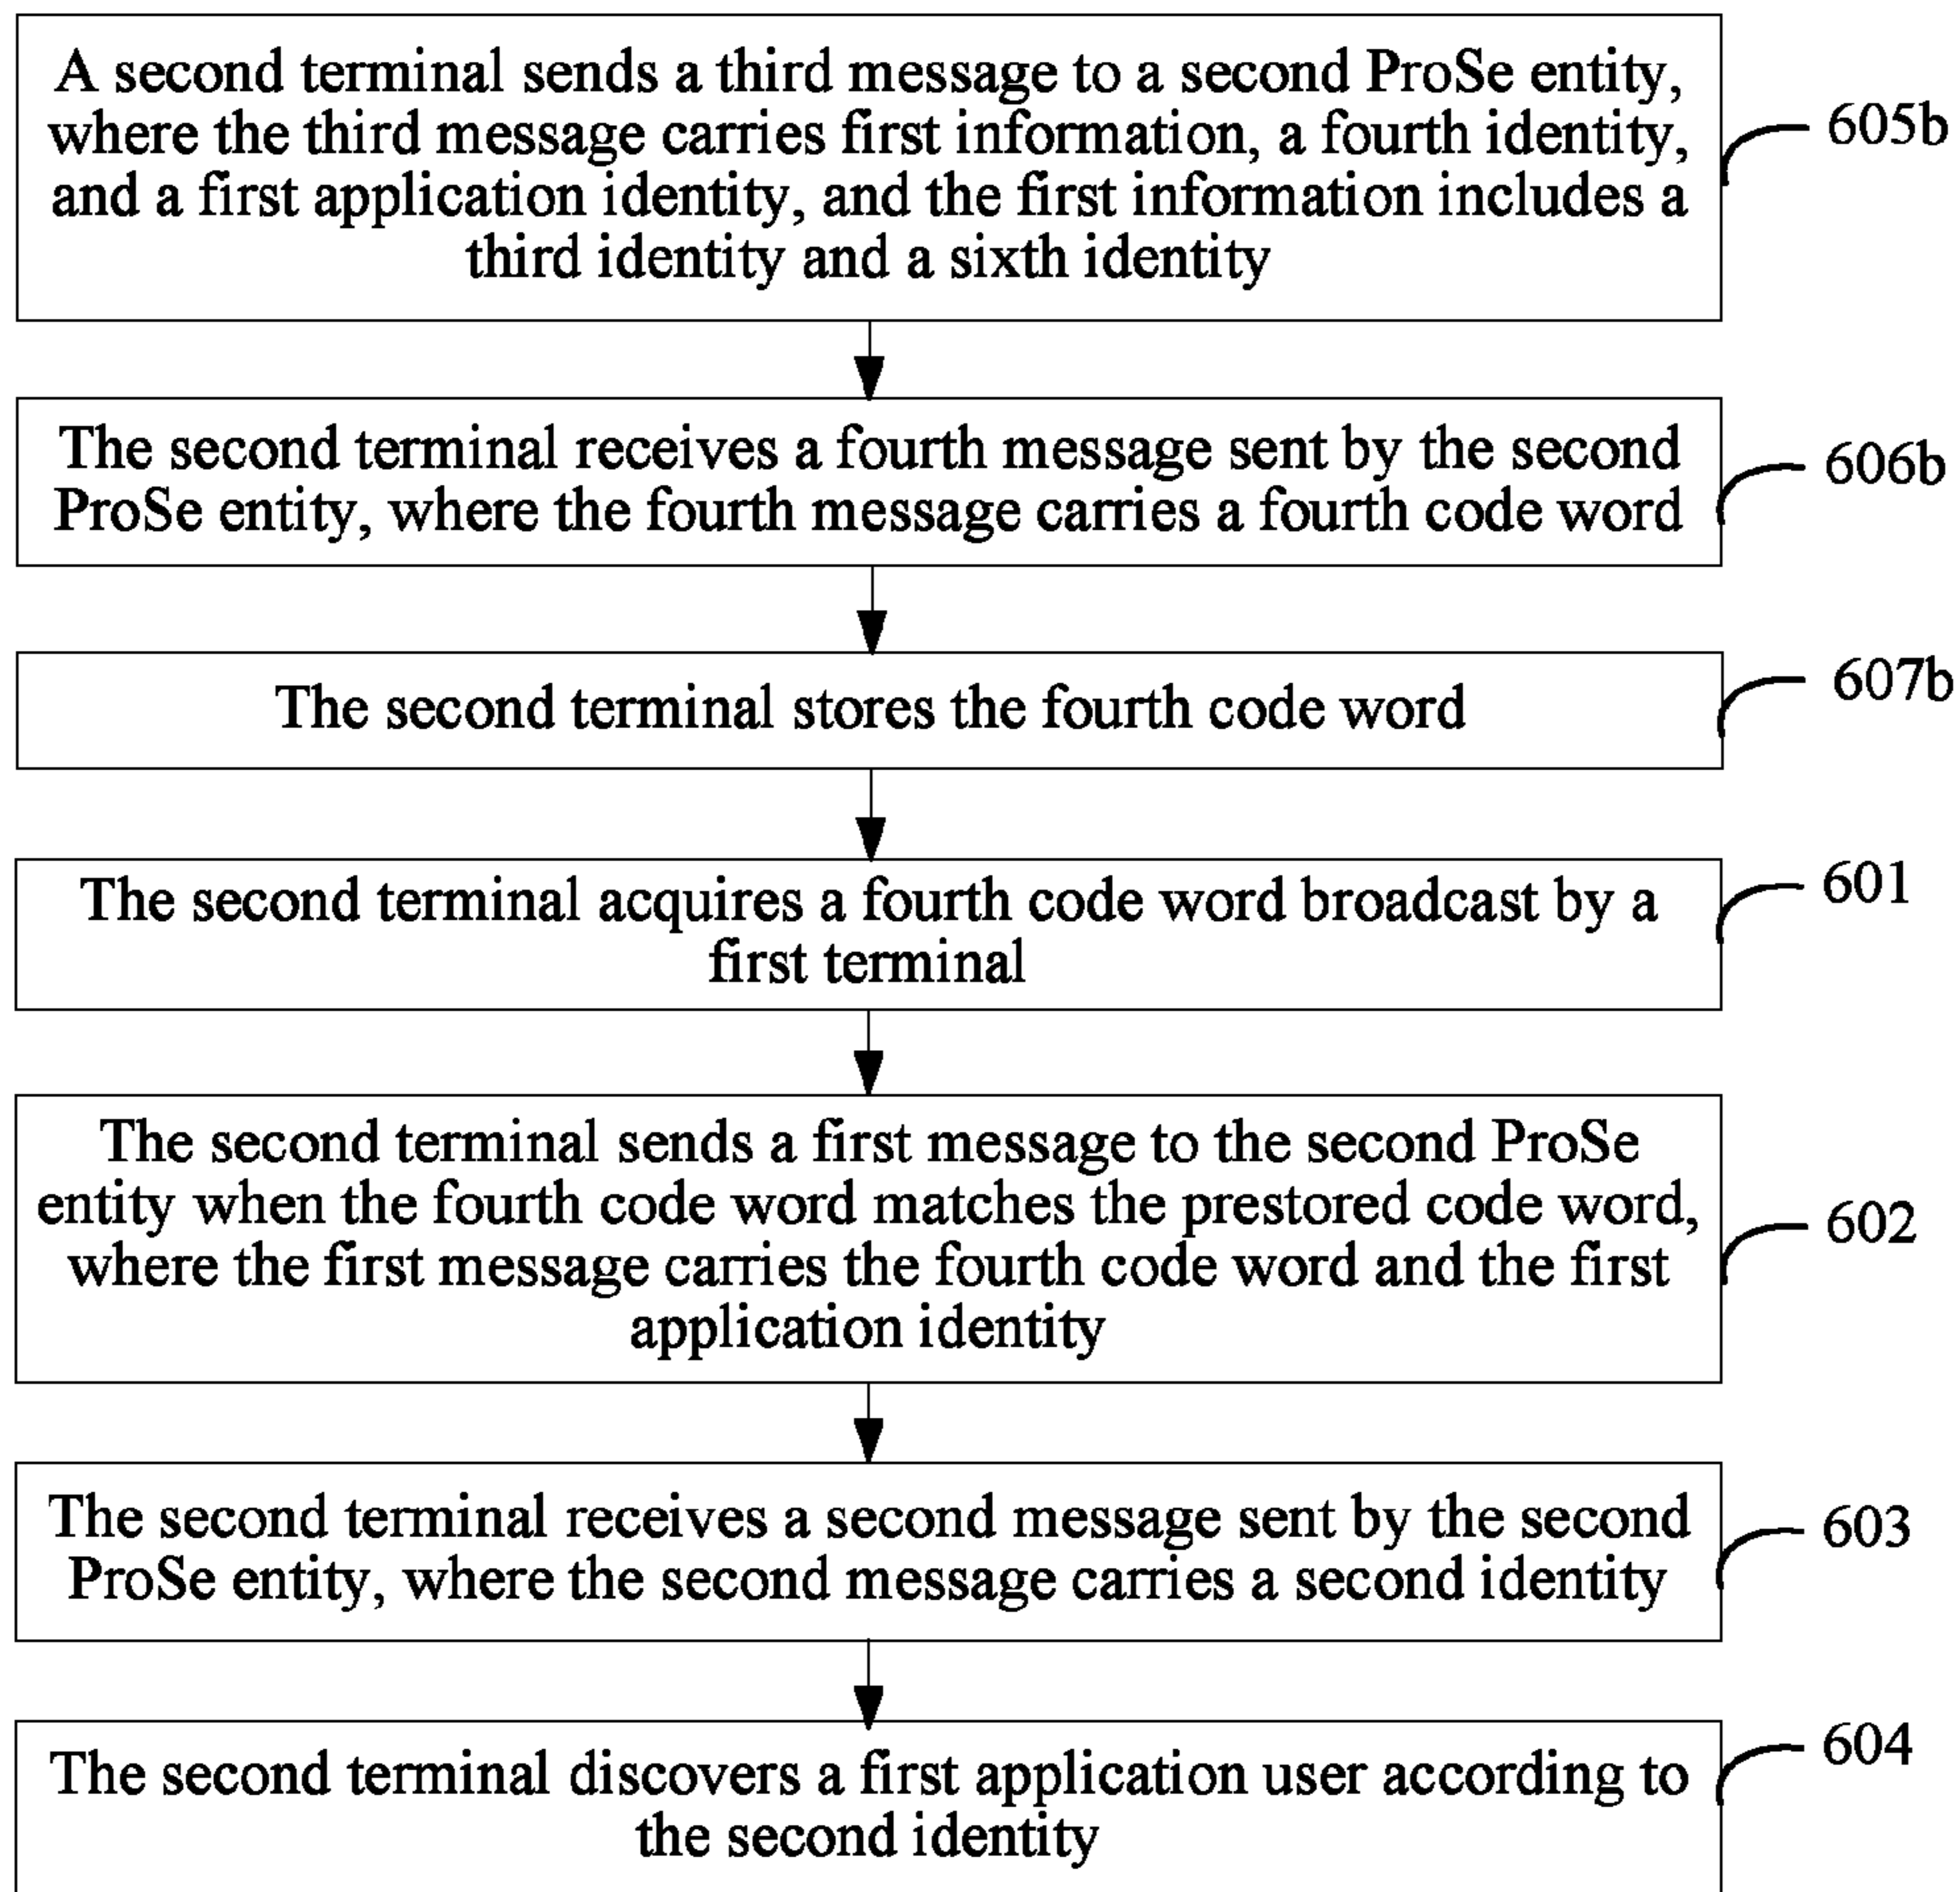 A second terminal sends a third message to a second ProSe entity,
where the third message carries first information, a fourth identity,
and a first application identity, and the first information includes a
third identity and a sixth identity
605b
The second terminal receives a fourth message sent by the second
ProSe entity, where the fourth message carries a fourth code word
606b
The second terminal stores the fourth code word
607b
The second terminal acquires a fourth code word broadcast by a
first terminal
601
The second terminal sends a first message to the second ProSe
entity when the fourth code word matches the prestored code word,
where the first message carries the fourth code word and the first
application identity
602
The second terminal receives a second message sent by the second
ProSe entity, where the second message carries a second identity
603
The second terminal discovers a first application user according to
the second identity
604